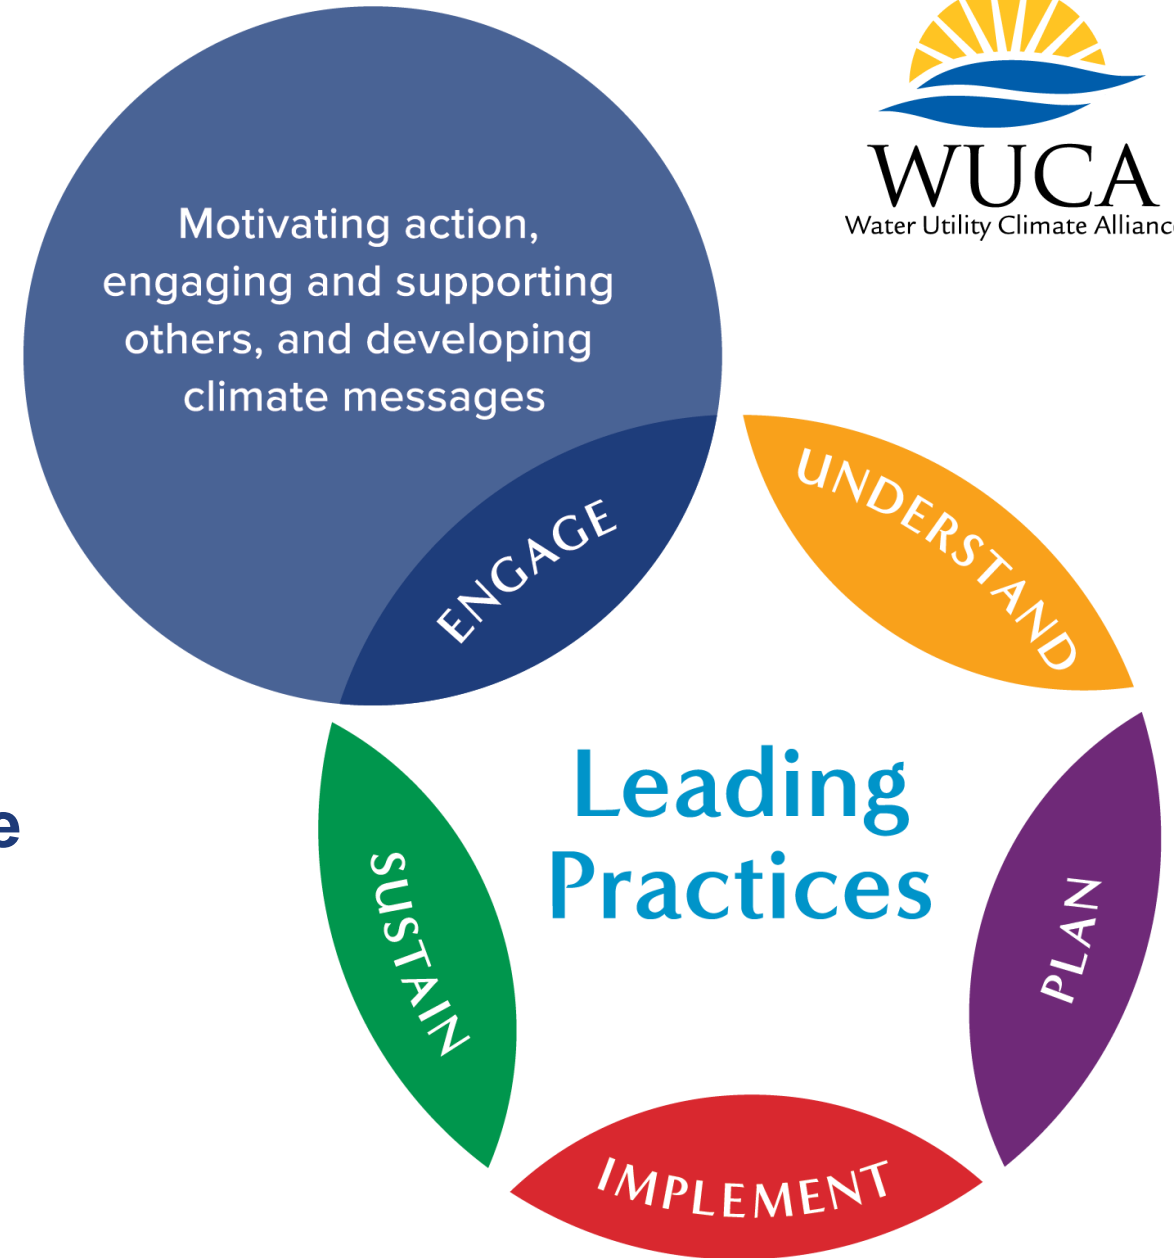 Motivating action,
engaging and supporting
others, and developing
climate messages
WUCA
Water Utility Climate Alliance
ENGAGE
UNDERSTAND
Leading
Practices
SUSTAIN
PLAN
IMPLEMENT